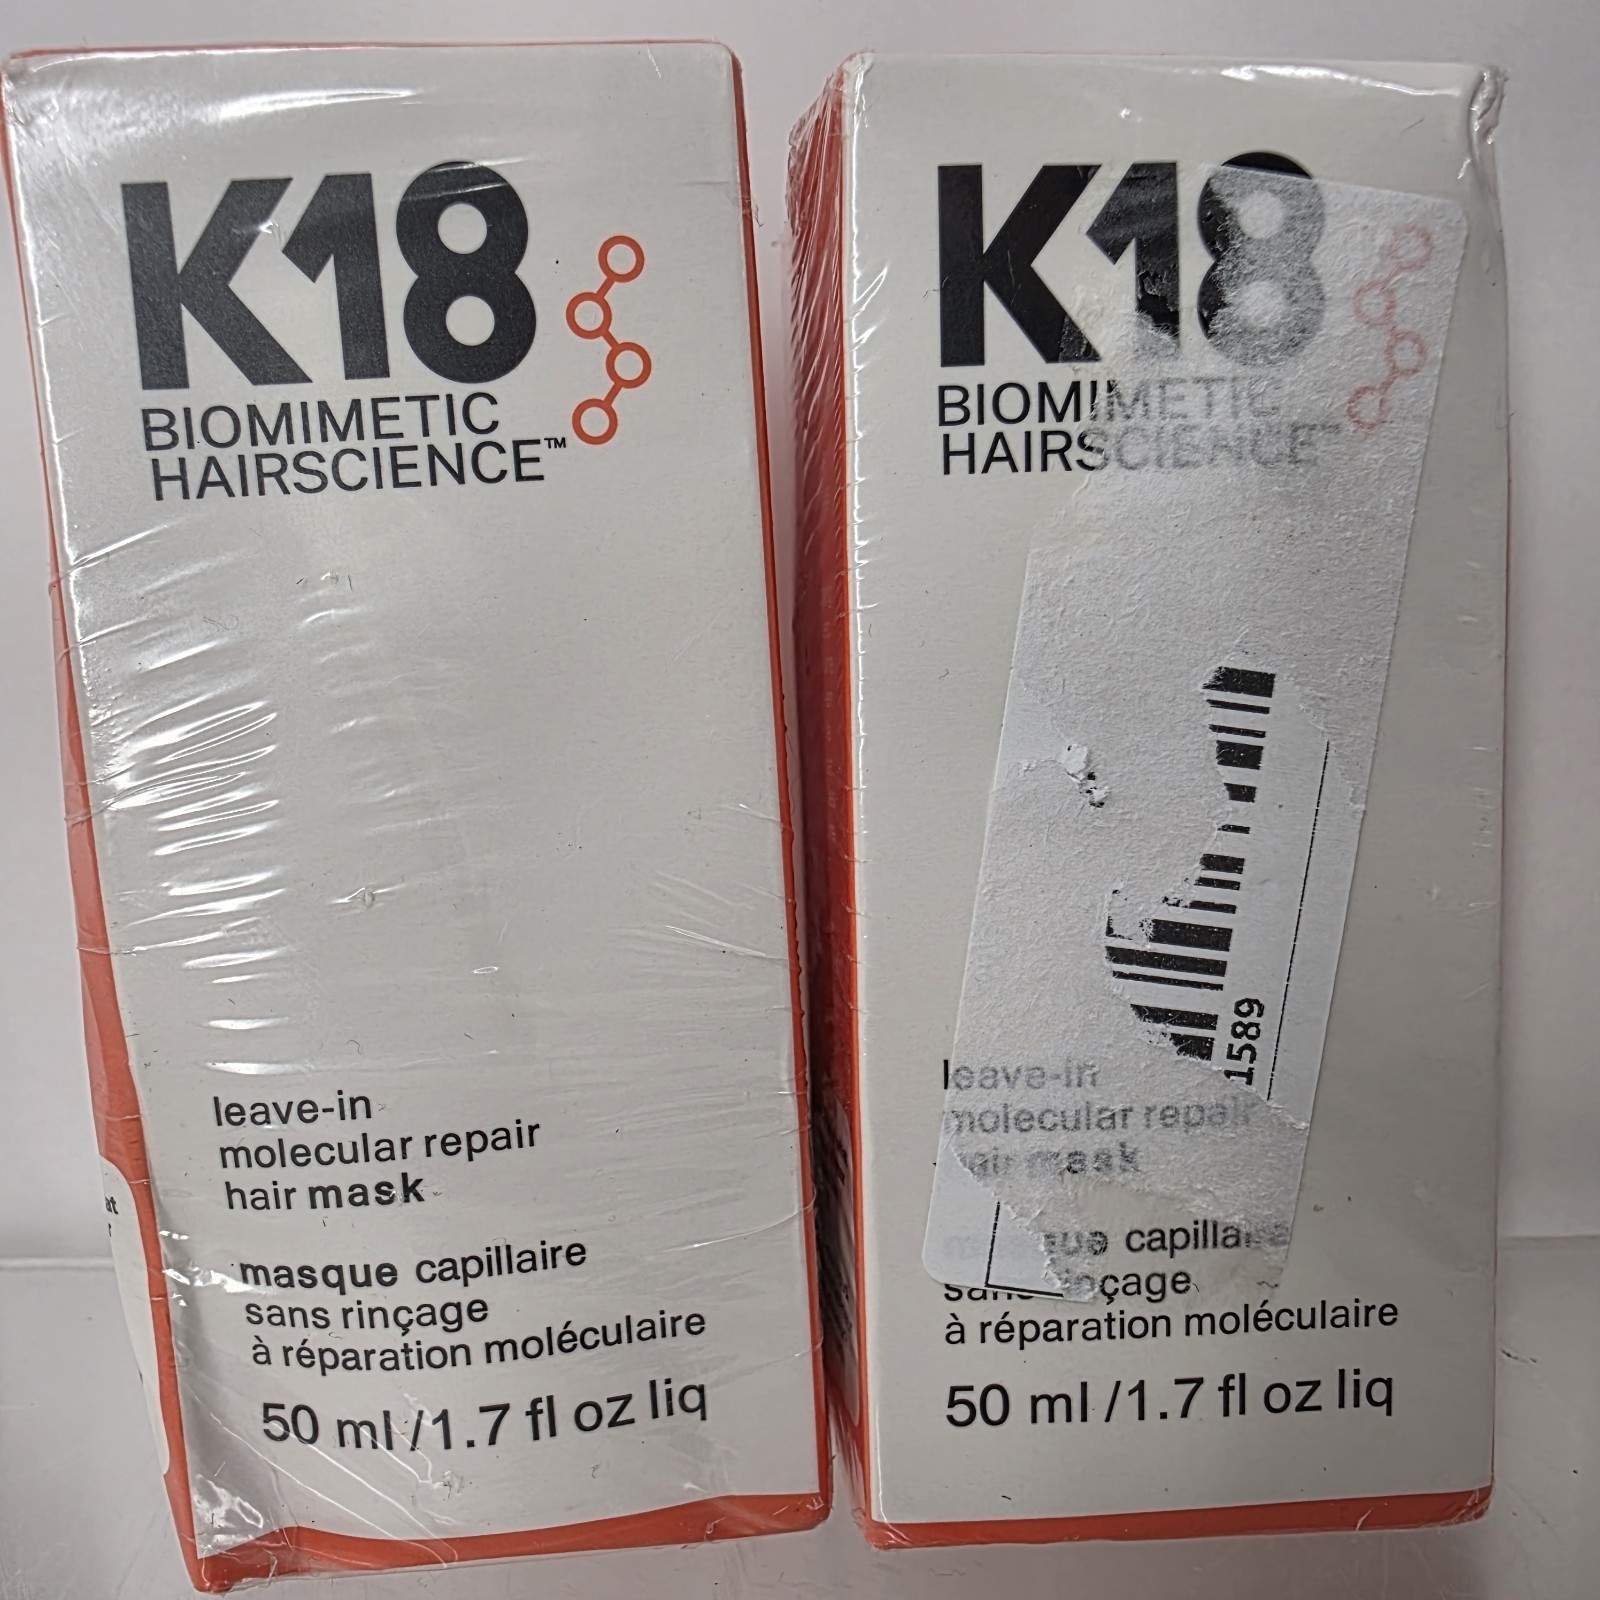 K18
BIOMIMETIC
HAIRSCIENCE™
leave-in
molecular repair
hair mask
masque capillaire
sans rinçage
à réparation moléculaire
50 ml /1.7 fl oz liq
K18
BIOMIMETIC
HAIRSCIENCE™
1589
leave-in
molecular repair
hair mask
masque capillaire
sans rinçage
à réparation moléculaire
50 ml /1.7 fl oz liq